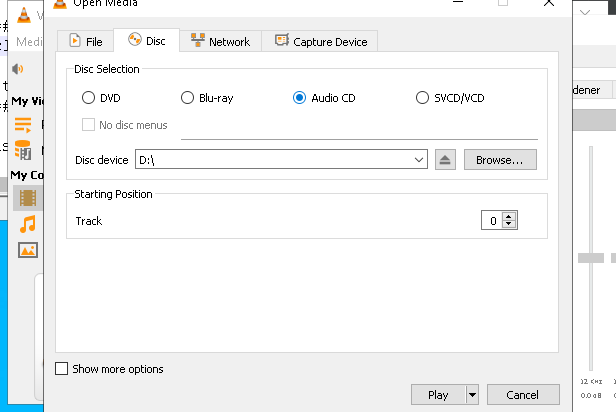 Open Media
Medi
File
Disc
Network
Capture Device
Disc Selection
DVD
Blu-ray
Audio CD
SVCD/VCD
No disc menus
Disc device
D:\
Browse...
Starting Position
Track
0
Show more options
Play
Cancel
My Vi
My Co
dener
12 KHz
0.0 dB